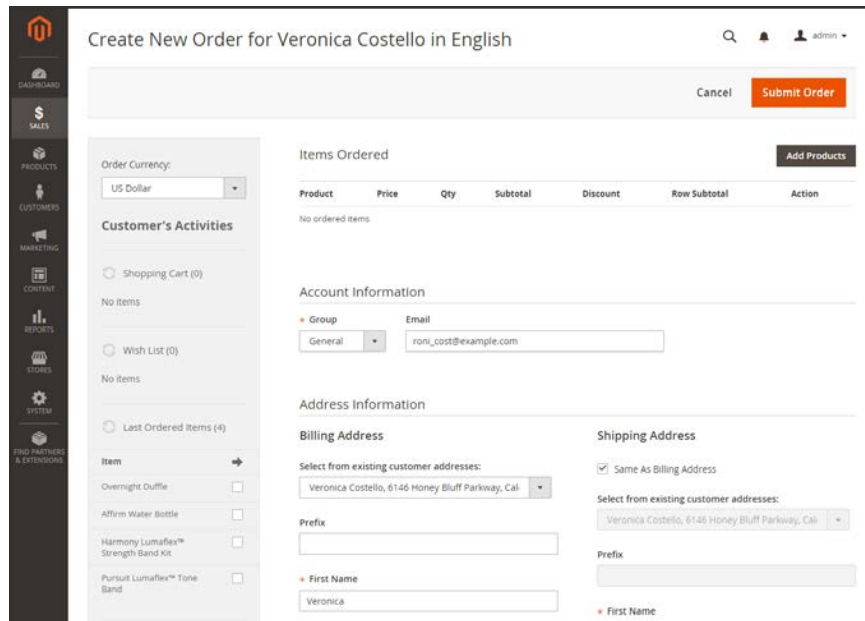 Create New Order for Veronica Costello in English
admin
Cancel
Submit Order
DASHBOARD
SALES
PRODUCTS
CUSTOMERS
MARKETING
CONTENT
REPORTS
STORES
SYSTEM
FIND PARTNERS
& EXTENSIONS
Order Currency:
US Dollar
Customer's Activities
Shopping Cart (0)
No items
Wish List (0)
No items
Last Ordered Items (4)
Item
Overnight Duffle
Affirm Water Bottle
Harmony Lumaflex™
Strength Band Kit
Pursuit Lumaflex™ Tone
Band
Items Ordered
Add Products
Product Price Qty Subtotal Discount Row Subtotal Action
No ordered items
Account Information
* Group Email
General roni_cost@example.com
Address Information
Billing Address
Select from existing customer addresses:
Veronica Costello, 6146 Honey Bluff Parkway, Cal
Prefix
* First Name
Veronica
Shipping Address
Same As Billing Address
Select from existing customer addresses:
Veronica Costello, 6146 Honey Bluff Parkway, Cal
Prefix
* First Name